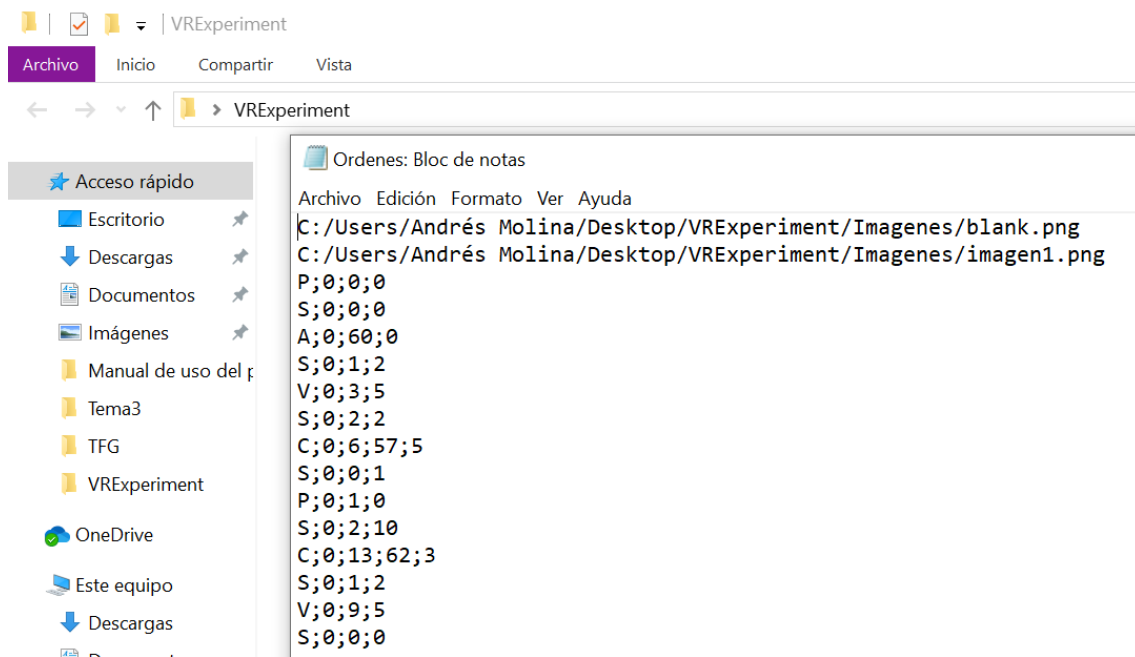 VRExperiment
Archivo Inicio Compartir Vista
VRExperiment
Acceso rápido
Escritorio
Descargas
Documentos
Imágenes
Manual de uso del p
Tema3
TFG
VRExperiment
OneDrive
Este equipo
Descargas
Ordenes: Bloc de notas
Archivo Edición Formato Ver Ayuda
C:/Users/Andrés Molina/Desktop/VRExperiment/Imagenes/blank.png
C:/Users/Andrés Molina/Desktop/VRExperiment/Imagenes/imagen1.png
P;0;0;0
S;0;0;0
A;0;60;0
S;0;1;2
V;0;3;5
S;0;2;2
C;0;6;57;5
S;0;0;1
P;0;1;0
S;0;2;10
C;0;13;62;3
S;0;1;2
V;0;9;5
S;0;0;0